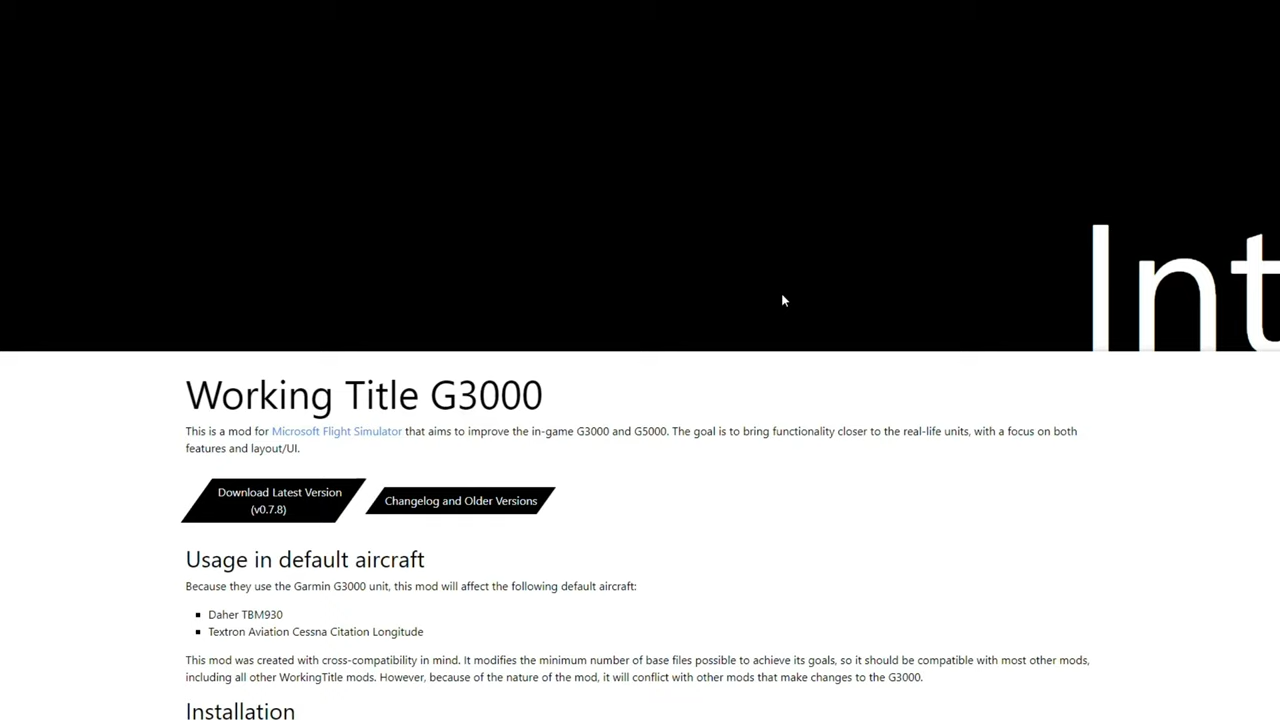 Int
Working Title G3000
This is a mod for Microsoft Flight Simulator that aims to improve the in-game G3000 and G5000. The goal is to bring functionality closer to the real-life units, with a focus on both
features and layout/UI.
Download Latest Version
(v0.7.8)
Changelog and Older Versions
Usage in default aircraft
Because they use the Garmin G3000 unit, this mod will affect the following default aircraft:
Daher TBM930
Textron Aviation Cessna Citation Longitude
This mod was created with cross-compatibility in mind. It modifies the minimum number of base files possible to achieve its goals, so it should be compatible with most other mods,
including all other WorkingTitle mods. However, because of the nature of the mod, it will conflict with other mods that make changes to the G3000.
Installation